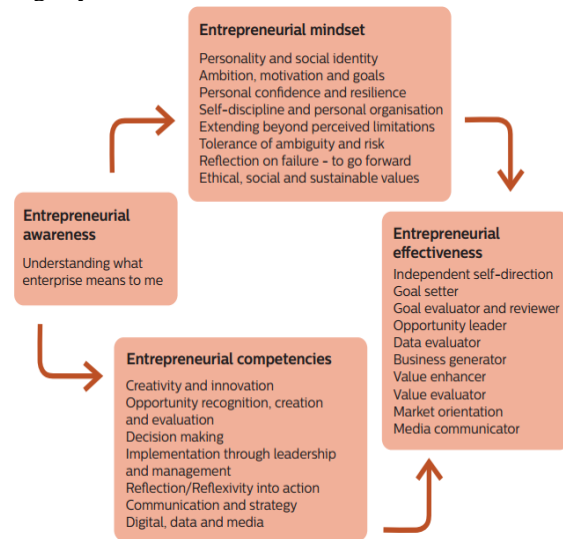 Entrepreneurial mindset
Personality and social identity
Ambition, motivation and goals
Personal confidence and resilience
Self-discipline and personal organisation
Extending beyond perceived limitations
Tolerance of ambiguity and risk
Reflection on failure - to go forward
Ethical, social and sustainable values
Entrepreneurial
awareness
Understanding what
enterprise means to me
Entrepreneurial competencies
Creativity and innovation
Opportunity recognition, creation
and evaluation
Decision making
Implementation through leadership
and management
Reflection/Reflexivity into action
Communication and strategy
Digital, data and media
Entrepreneurial
effectiveness
Independent self-direction
Goal setter
Goal evaluator and reviewer
Opportunity leader
Data evaluator
Business generator
Value enhancer
Value evaluator
Market orientation
Media communicator